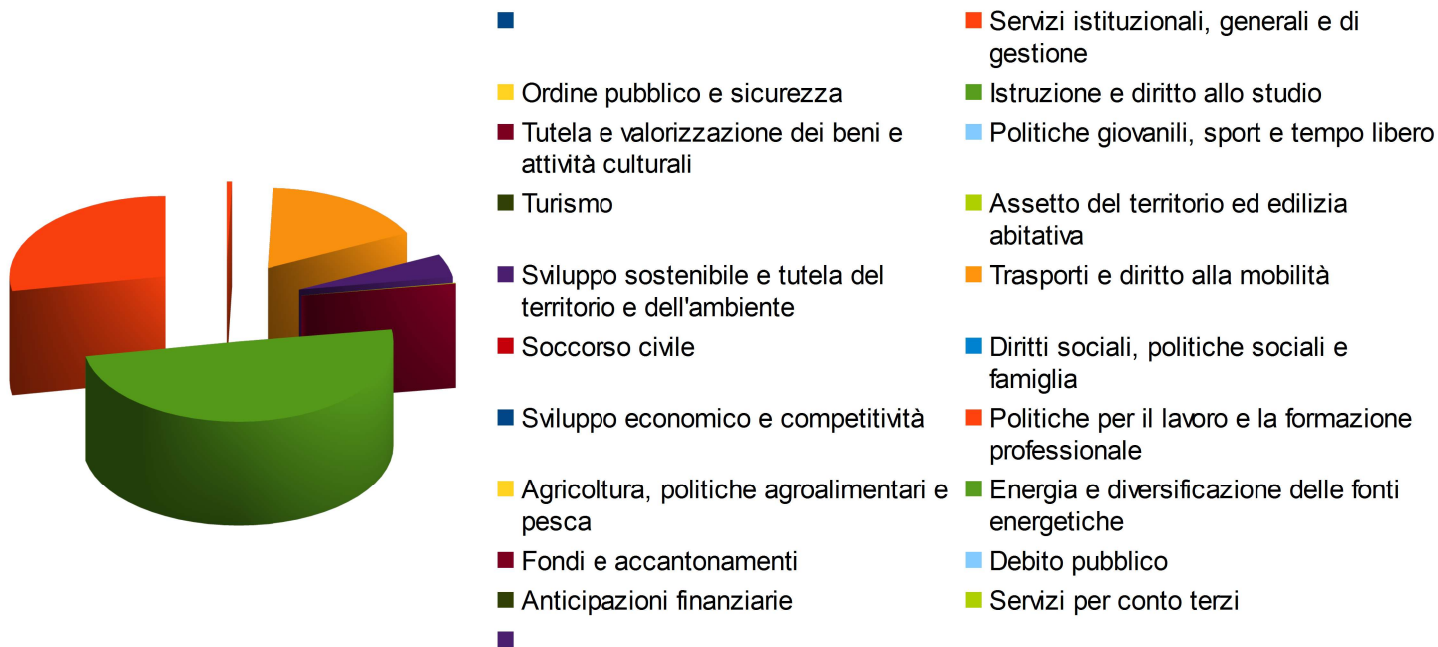 Servizi istituzionali, generali e di
gestione
Ordine pubblico e sicurezza
Istruzione e diritto allo studio
Tutela e valorizzazione dei beni e
attività culturali
Politiche giovanili, sport e tempo libero
Turismo
Assetto del territorio ed edilizia
abitativa
Sviluppo sostenibile e tutela del
territorio e dell'ambiente
Trasporti e diritto alla mobilità
Soccorso civile
Diritti sociali, politiche sociali e
famiglia
Sviluppo economico e competitività
Politiche per il lavoro e la formazione
professionale
Agricoltura, politiche agroalimentari e
pesca
Energia e diversificazione delle fonti
energetiche
Fondi e accantonamenti
Debito pubblico
Anticipazioni finanziarie
Servizi per conto terzi